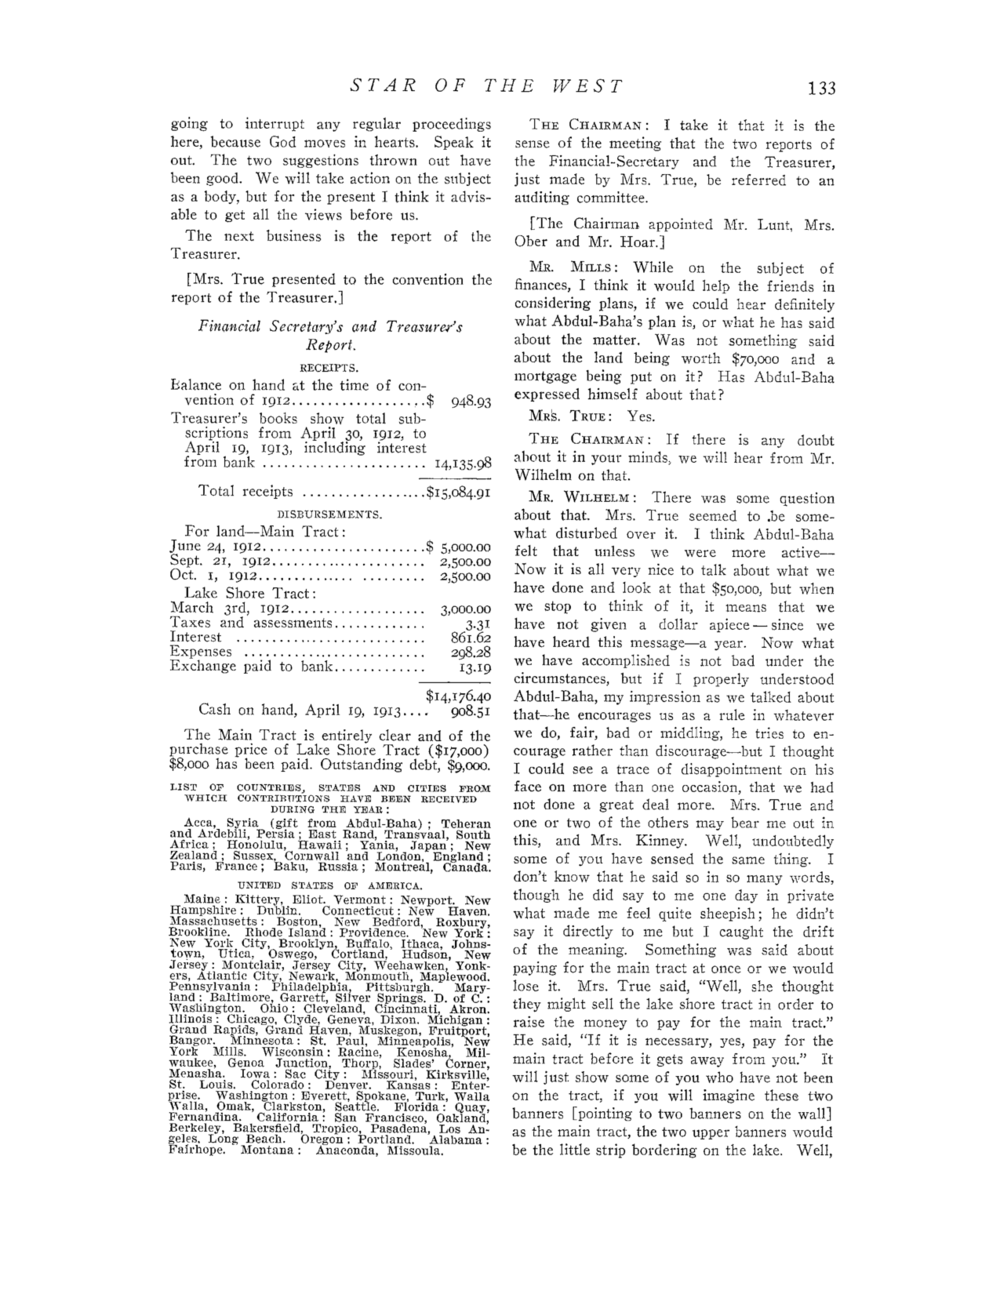 STAR OF THE WEST 133
going to interrupt any regular proceedings
here, because God moves in hearts. Speak it
out. The two suggestions thrown out have
been good. We will take action on the subject
as a body, but for the present I think it advis-
able to get all the views before us.
The next business is the report of the
Treasurer.
[Mrs. True presented to the convention the
report of the Treasurer.]
Financial Secretary's and Treasurer's
Report.
RECEIPTS.
Balance on hand at the time of con-
vention of 1912...................$ 948.93
Treasurer's books show total sub-
scriptions from April 30, 1912, to
April 19, 1913, including interest
from bank ....................... 14,135.98
Total receipts .................$15,084.91
DISBURSEMENTS.
For land—Main Tract:
June 24, 1912.......................$ 5,000.00
Sept. 21, 1912...................... 2,500.00
Oct. 1, 1912.............. ......... 2,500.00
Lake Shore Tract:
March 3rd, 1912................... 3,000.00
Taxes and assessments............. 3.31
Interest .......................... 861.62
Expenses ......................... 298.28
Exchange paid to bank............. 13.19
$14,176.40
Cash on hand, April 19, 1913.... 908.51
The Main Tract is entirely clear and of the
purchase price of Lake Shore Tract ($17,000)
$8,000 has been paid. Outstanding debt, $9,000.
LIST OF COUNTRIES, STATES AND CITIES FROM
WHICH CONTRIBUTIONS HAVE BEEN RECEIVED
DURING THE YEAR:
Acca, Syria (gift from Abdul-Baha); Teheran
and Ardebili, Persia; East Rand, Transvaal, South
Africa; Honolulu, Hawaii; Yania, Japan; New
Zealand; Sussex, Cornwall and London, England;
Paris, France; Baku, Russia; Montreal, Canada.
UNITED STATES OF AMERICA.
Maine: Kittery, Eliot. Vermont: Newport. New
Hampshire: Dublin. Connecticut: New Haven.
Massachusetts: Boston, New Bedford, Roxbury,
Brookline. Rhode Island: Providence. New York:
New York City, Brooklyn, Buffalo, Ithaca, Johns-
town, Utica, Oswego, Cortland, Hudson, New
Jersey: Montclair, Jersey City, Weehawken, Yonk-
ers, Atlantic City, Newark, Monmouth, Maplewood.
Pennsylvania: Philadelphia, Pittsburgh. Mary-
land: Baltimore, Garrett, Silver Springs. D. of C.:
Washington. Ohio: Cleveland, Cincinnati, Akron.
Illinois: Chicago, Clyde, Geneva, Dixon. Michigan:
Grand Rapids, Grand Haven, Muskegon, Fruitport,
Bangor. Minnesota: St. Paul, Minneapolis, New
York Mills. Wisconsin: Racine, Kenosha, Mil-
waukee, Genoa Junction, Thorp, Slades' Corner,
Menasha. Iowa: Sac City: Missouri, Kirksville,
St. Louis. Colorado: Denver. Kansas: Enter-
prise. Washington: Everett, Spokane, Turk, Walla
Walla, Omak, Clarkston, Seattle. Florida: Quay,
Fernandina. California: San Francisco, Oakland,
Berkeley, Bakersfield, Tropico, Pasadena, Los An-
geles, Long Beach. Oregon: Portland. Alabama:
Fairhope. Montana: Anaconda, Missoula.
THE CHAIRMAN: I take it that it is the
sense of the meeting that the two reports of
the Financial-Secretary and the Treasurer,
just made by Mrs. True, be referred to an
auditing committee.
[The Chairman appointed Mr. Lunt, Mrs.
Ober and Mr. Hoar.]
MR. MILLS: While on the subject of
finances, I think it would help the friends in
considering plans, if we could hear definitely
what Abdul-Baha's plan is, or what he has said
about the matter. Was not something said
about the land being worth $70,000 and a
mortgage being put on it? Has Abdul-Baha
expressed himself about that?
MRS. TRUE: Yes.
THE CHAIRMAN: If there is any doubt
about it in your minds, we will hear from Mr.
Wilhelm on that.
MR. WILHELM: There was some question
about that. Mrs. True seemed to be some-
what disturbed over it. I think Abdul-Baha
felt that unless we were more active—
Now it is all very nice to talk about what we
have done and look at that $50,000, but when
we stop to think of it, it means that we
have not given a dollar apiece—since we
have heard this message—a year. Now what
we have accomplished is not bad under the
circumstances, but if I properly understood
Abdul-Baha, my impression as we talked about
that—he encourages us as a rule in whatever
we do, fair, bad or middling, he tries to en-
courage rather than discourage—but I thought
I could see a trace of disappointment on his
face on more than one occasion, that we had
not done a great deal more. Mrs. True and
one or two of the others may bear me out in
this, and Mrs. Kinney. Well, undoubtedly
some of you have sensed the same thing. I
don't know that he said so in so many words,
though he did say to me one day in private
what made me feel quite sheepish; he didn't
say it directly to me but I caught the drift
of the meaning. Something was said about
paying for the main tract at once or we would
lose it. Mrs. True said, "Well, she thought
they might sell the lake shore tract in order to
raise the money to pay for the main tract."
He said, "If it is necessary, yes, pay for the
main tract before it gets away from you." It
will just show some of you who have not been
on the tract, if you will imagine these two
banners [pointing to two banners on the wall]
as the main tract, the two upper banners would
be the little strip bordering on the lake. Well,